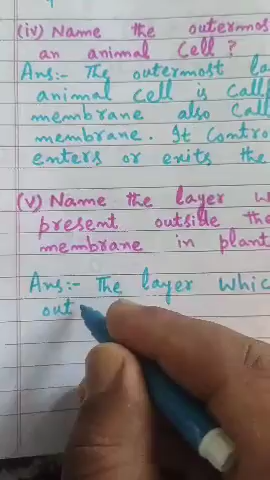 (iv) Name the outermos
an animal Cell ?
Ans:- The outermost la
animal cell is call
membrane also Call
membrane. It Contro
enters or exits the
(v) Name the layer w
present outside the
membrane in plant
Ans:- The layer whic
out